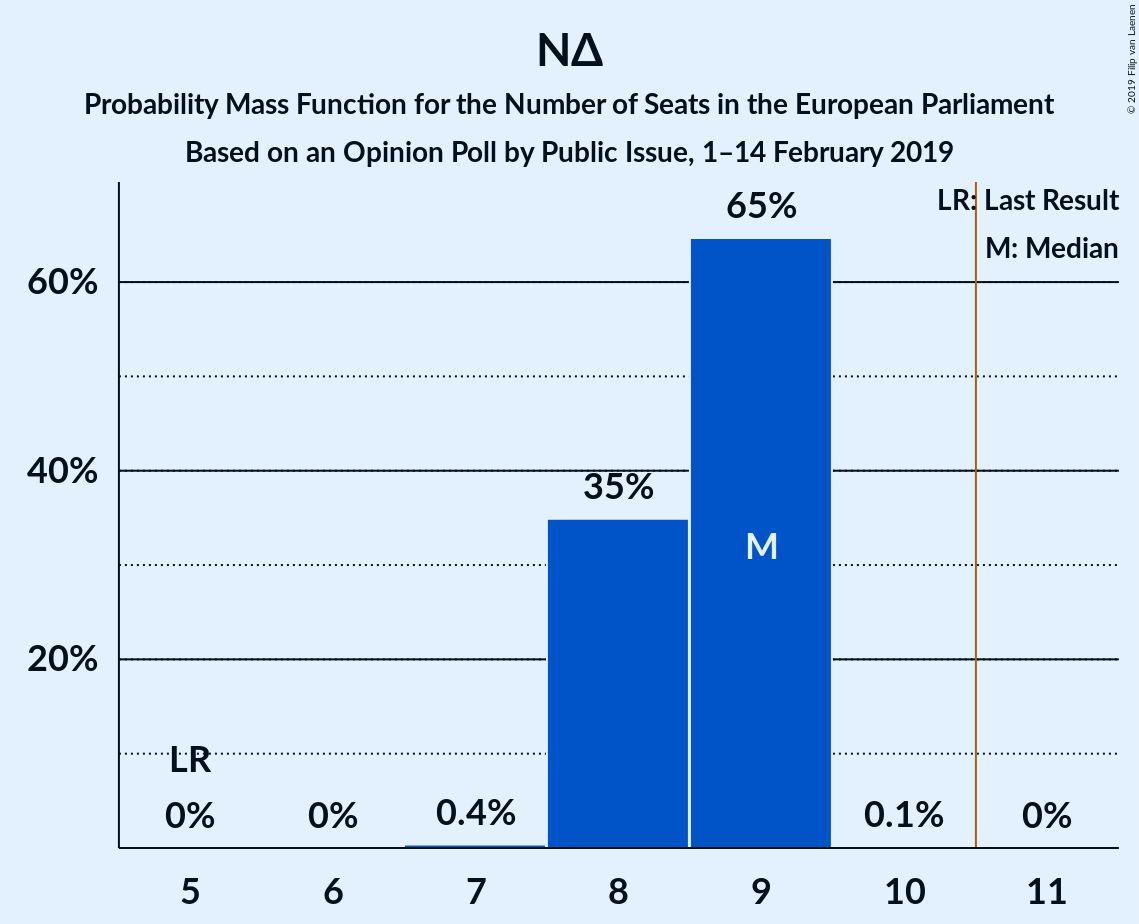 NΔ
Probability Mass Function for the Number of Seats in the European Parliament
Based on an Opinion Poll by Public Issue, 1–14 February 2019
© 2019 Filip van Laenen
LR: Last Result
M: Median
65%
60%
40%
35%
M
20%
LR
0%
0%
0.4%
0.1%
0%
5 6 7 8 9 10 11